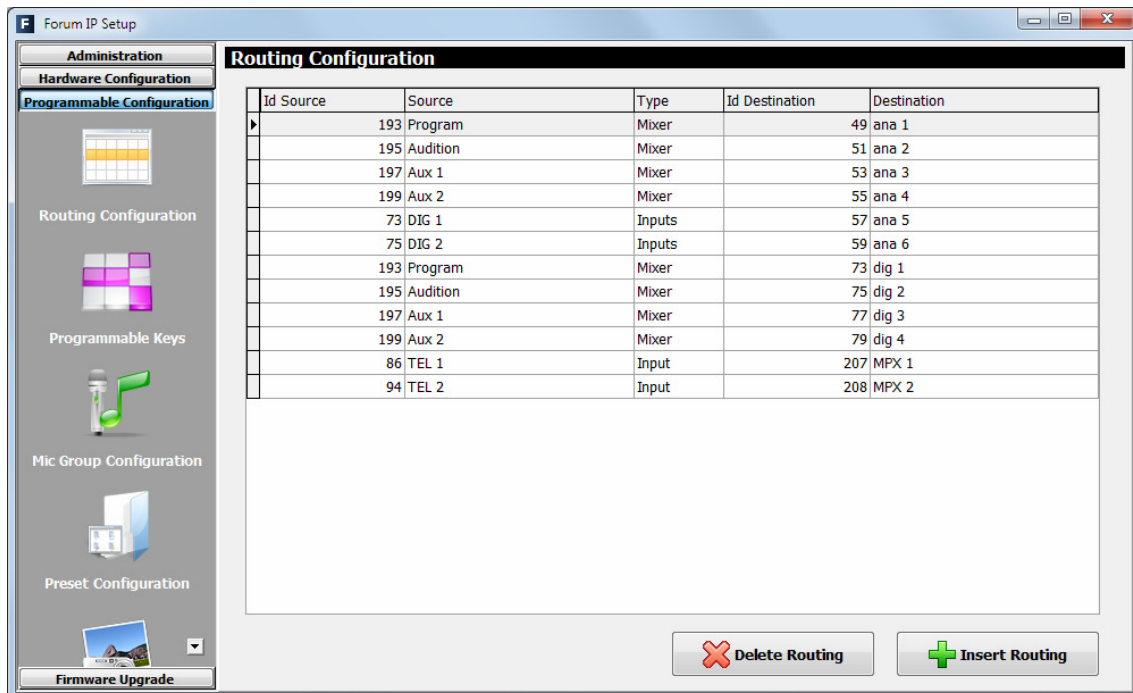 F Forum IP Setup
Administration
Hardware Configuration
Programmable Configuration
Routing Configuration
Programmable Keys
Mic Group Configuration
Preset Configuration
Firmware Upgrade
Routing Configuration
Id Source Source Type Id Destination Destination
193 Program Mixer 49 ana 1
195 Audition Mixer 51 ana 2
197 Aux 1 Mixer 53 ana 3
199 Aux 2 Mixer 55 ana 4
73 DIG 1 Inputs 57 ana 5
75 DIG 2 Inputs 59 ana 6
193 Program Mixer 73 dig 1
195 Audition Mixer 75 dig 2
197 Aux 1 Mixer 77 dig 3
199 Aux 2 Mixer 79 dig 4
86 TEL 1 Input 207 MPX 1
94 TEL 2 Input 208 MPX 2
Delete Routing
Insert Routing